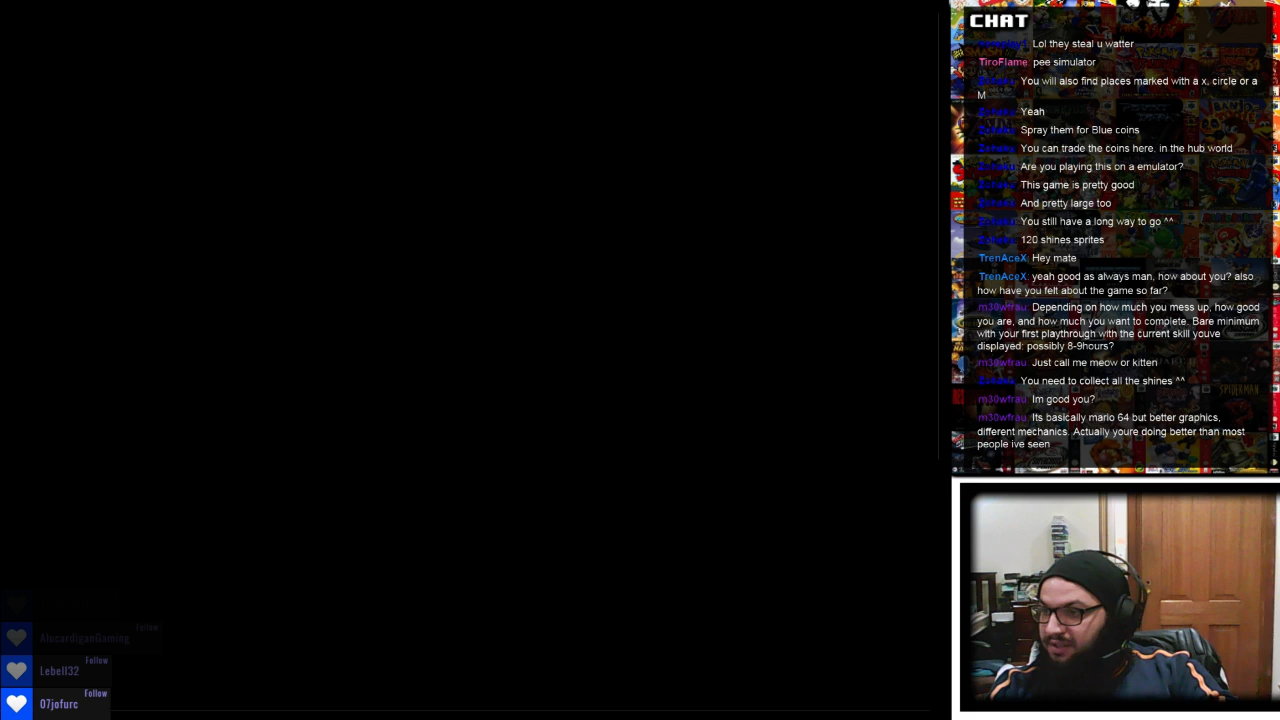 CHAT
Lol they steal u watter
TiroFlame: pee simulator
You will also find places marked with a x, circle or a
M
Yeah
Spray them for Blue coins
You can trade the coins here. in the hub world
Are you playing this on a emulator?
This game is pretty good
And pretty large too
You still have a long way to go ^^
120 shines sprites
TrenAceX: Hey mate
TrenAceX: yeah good as always man, how about you? also
how have you felt about the game so far?
m30wfrau: Depending on how much you mess up, how good
you are, and how much you want to complete. Bare minimum
with your first playthrough with the current skill youve
displayed: possibly 8-9hours?
m30wfrau: Just call me meow or kitten
You need to collect all the shines ^^
m30wfrau: Im good you?
m30wfrau: Its basically mario 64 but better graphics,
different mechanics. Actually youre doing better than most
people ive seen
Follow
AlucardiganGaming
Follow
Lebell32
Follow
07jofurc